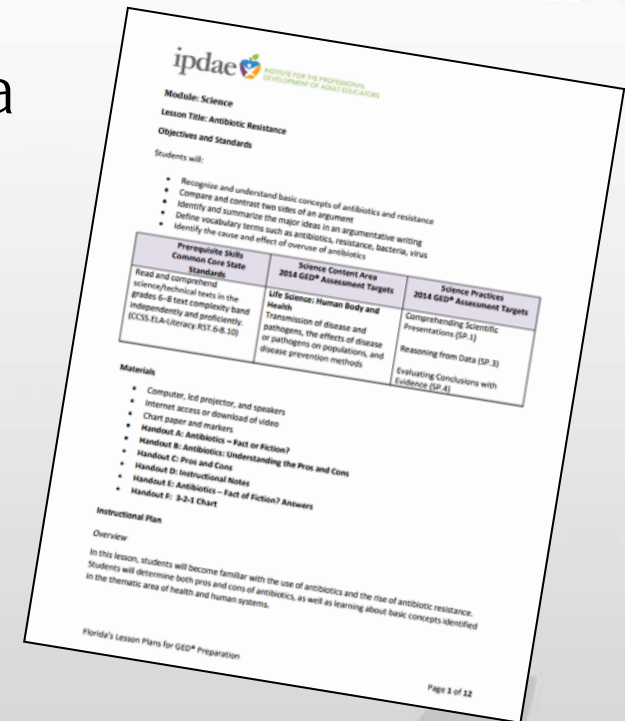 a
ipdae INSTITUTE FOR THE PROFESSIONAL
DEVELOPMENT OF ADULT EDUCATORS
Module: Science
Lesson Title: Antibiotic Resistance
Objectives and Standards
Students will:
• Recognize and understand basic concepts of antibiotics and resistance
• Compare and contrast two sides of an argument
• Identify and summarize the major ideas in an argumentative writing
• Define vocabulary terms such as antibiotics, resistance, bacteria, virus
• Identify the cause and effect of overuse of antibiotics
Prerequisite Skills
Common Core State
Standards
Science Content Area
2014 GED® Assessment Targets
Science Practices
2014 GED® Assessment Targets
Read and comprehend
science/technical texts in the
grades 6–8 text complexity band
independently and proficiently.
(CCSS.ELA-Literacy.RST.6-8.10)
Life Science: Human Body and
Health
Transmission of disease and
pathogens, the effects of disease
or pathogens on populations, and
disease prevention methods
Comprehending Scientific
Presentations (SP.1)
Reasoning from Data (SP.3)
Evaluating Conclusions with
Evidence (SP.4)
Materials
• Computer, lcd projector, and speakers
• Internet access or download of video
• Chart paper and markers
• Handout A: Antibiotics – Fact or Fiction?
• Handout B: Antibiotics: Understanding the Pros and Cons
• Handout C: Pros and Cons
• Handout D: Instructional Notes
• Handout E: Antibiotics – Fact of Fiction? Answers
• Handout F: 3-2-1 Chart
Instructional Plan
Overview
In this lesson, students will become familiar with the use of antibiotics and the rise of antibiotic resistance.
Students will determine both pros and cons of antibiotics, as well as learning about basic concepts identified
in the thematic area of health and human systems.
Florida's Lesson Plans for GED® Preparation
Page 1 of 12